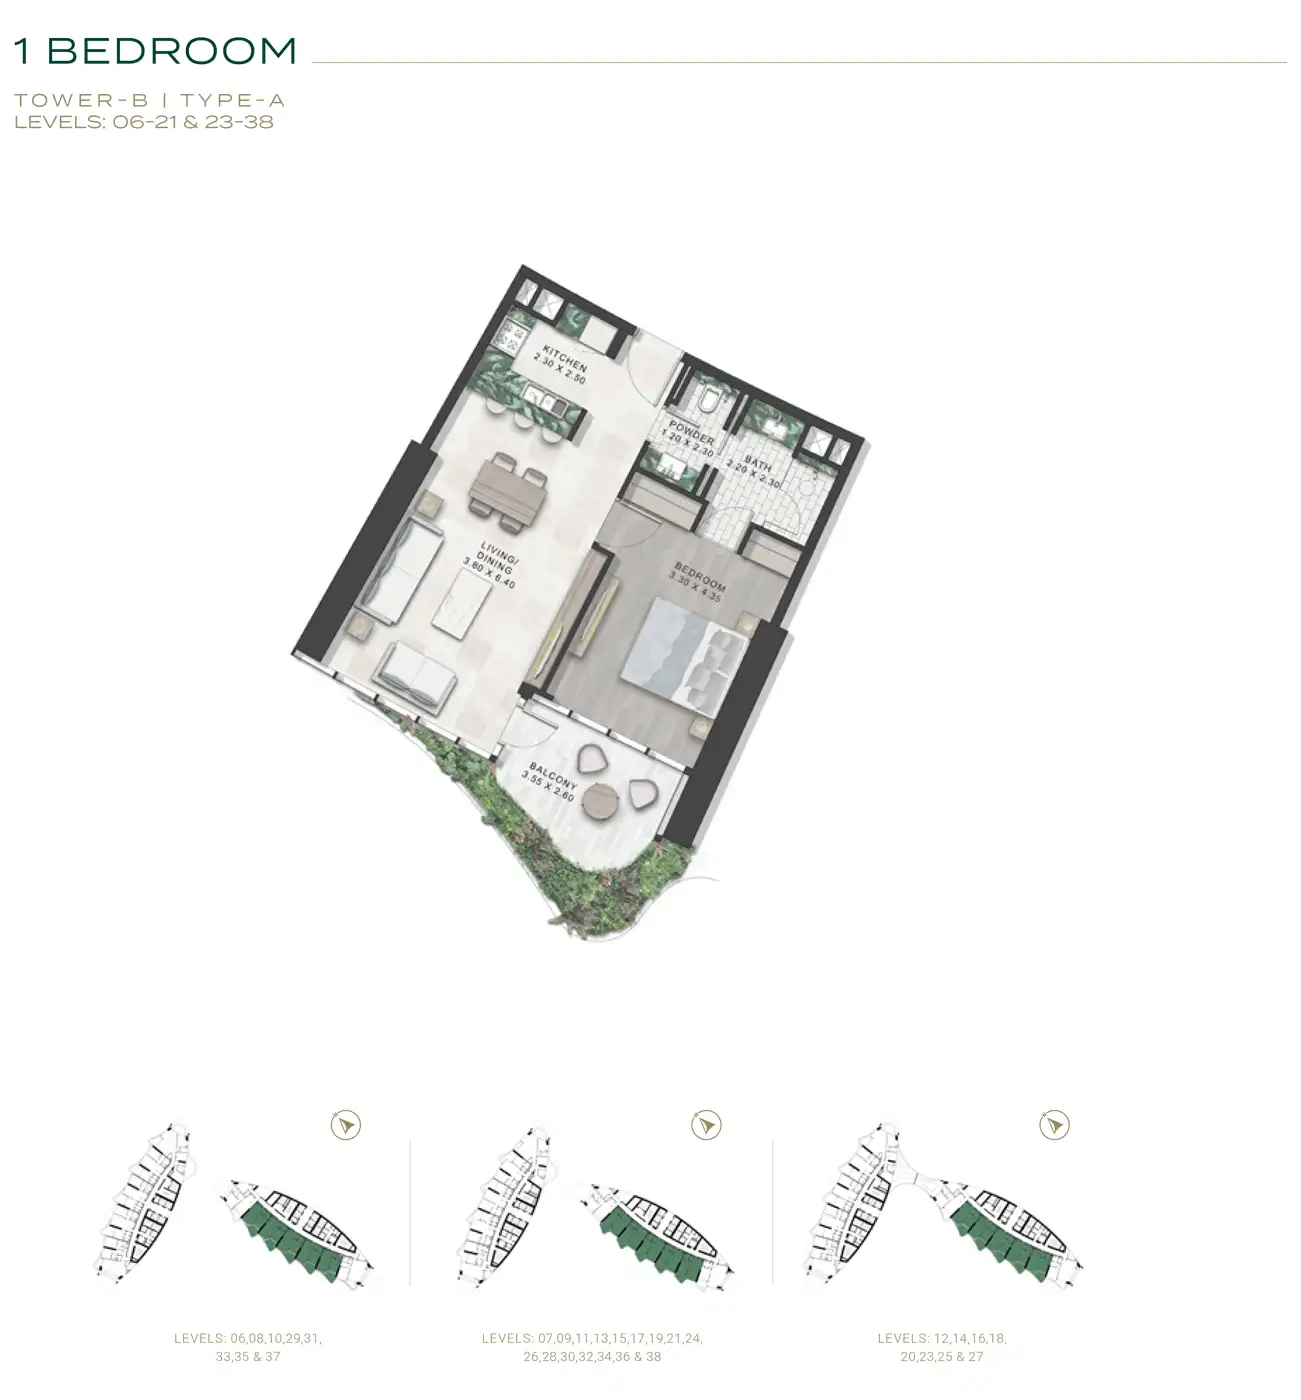 1 BEDROOM
TOWER-B | TYPE-A
LEVELS: 06-21 & 23-38
KITCHEN
2.30 X 2.50
POWDER
1.20 X 2.30
BATH
2.20 X 2.30
LIVING/
DINING
3.60 X 6.40
BEDROOM
3.30 X 4.35
BALCONY
3.55 X 2.60
LEVELS: 06,08,10,29,31,
33,35 & 37
LEVELS: 07,09,11,13,15,17,19,21,24,
26,28,30,32,34,36 & 38
LEVELS: 12,14,16,18,
20,23,25 & 27